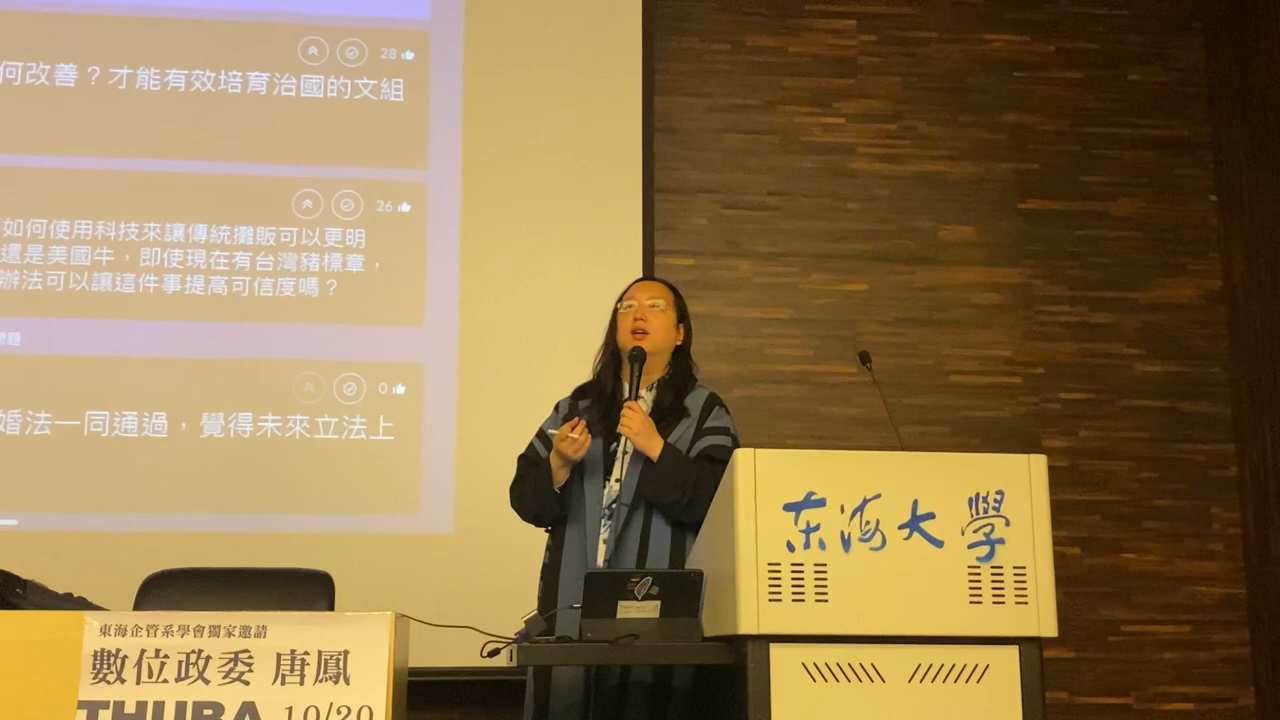 28
何改善？才能有效培育治國的文組
26
如何使用科技來讓傳統攤販可以更明
還是美國牛，即使現在有台灣豬標章，
辦法可以讓這件事提高可信度嗎？
0
婚法一同通過，覺得未來立法上
东海大學
東海企管系學會獨家邀請
數位政委 唐鳳
THUBA 10/20